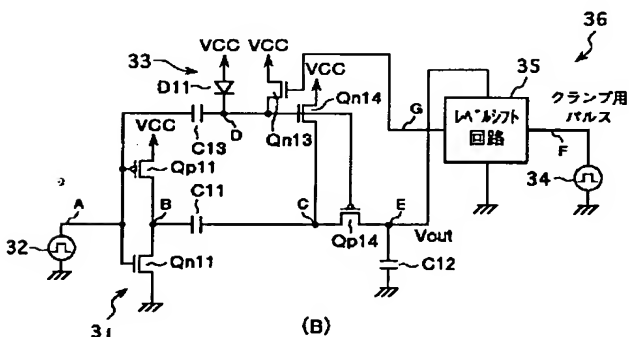 36
33
VCC
VCC
VCC
35
D11
クランプ用
パルス
Qn14
G
レベルシフト
回路
D
Qn13
F
C13
VCC
Qp11
C11
34
A
B
C
E
Qp14
Vout
32
Qn11
C12
31
(B)